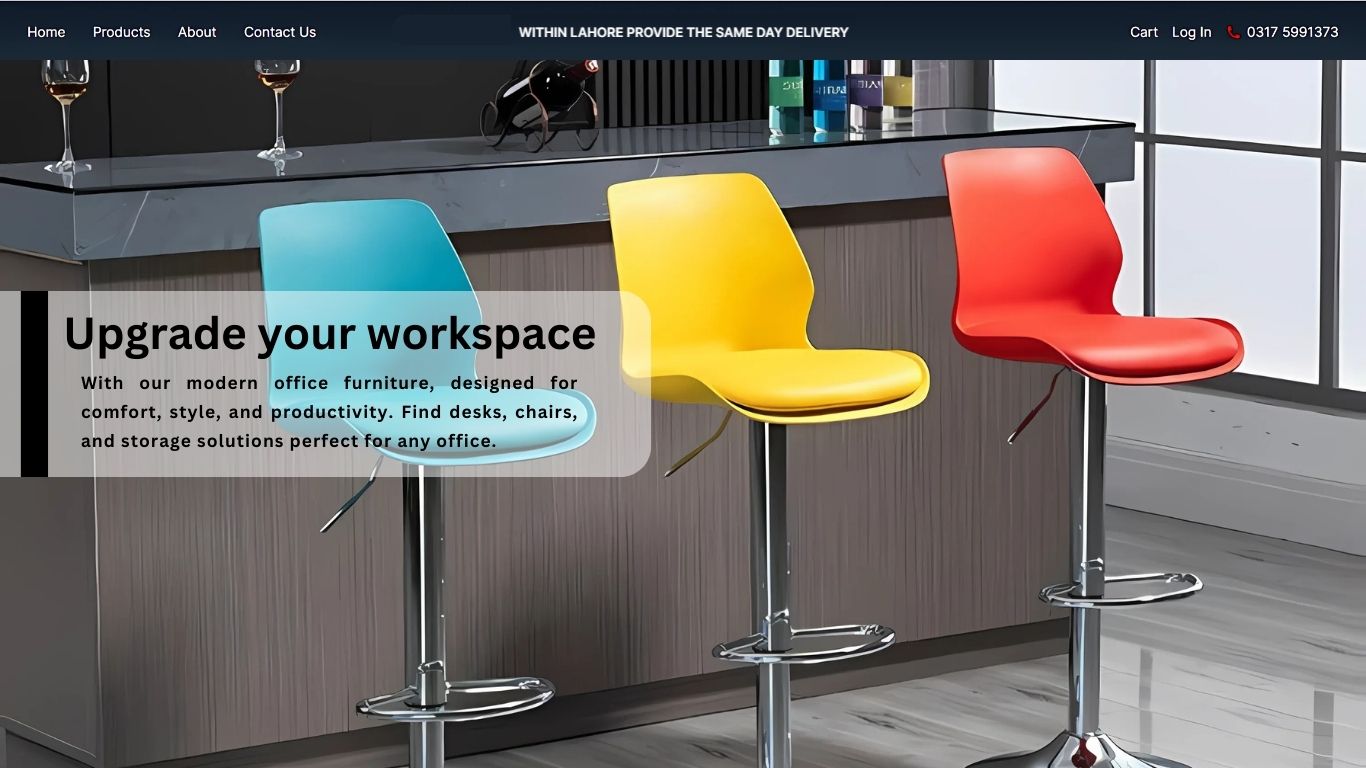 Home Products About Contact Us WITHIN LAHORE PROVIDE THE SAME DAY DELIVERY Cart Log In 0317 5991373
Upgrade your workspace
With our modern office furniture, designed for
comfort, style, and productivity. Find desks, chairs,
and storage solutions perfect for any office.